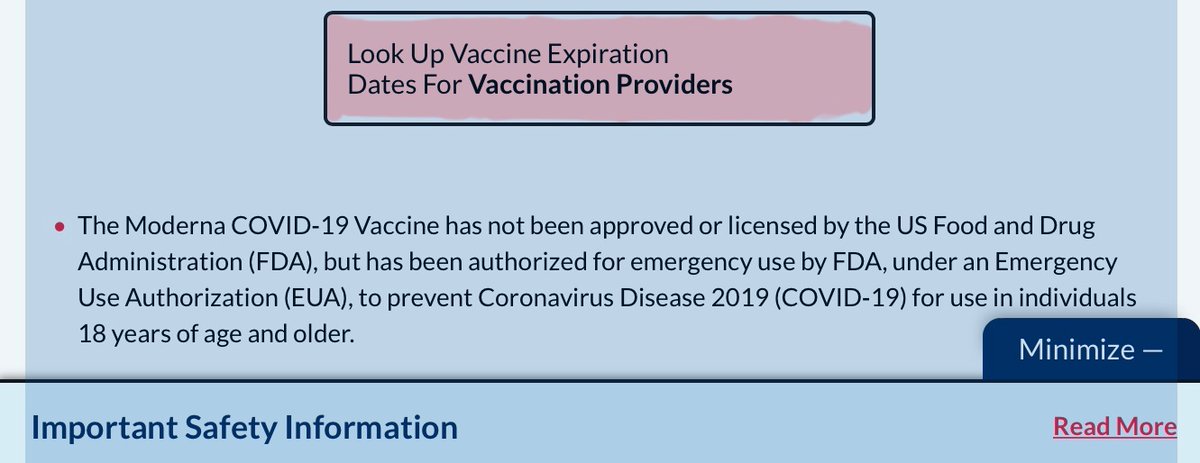 Look Up Vaccine Expiration
Dates For Vaccination Providers
• The Moderna COVID-19 Vaccine has not been approved or licensed by the US Food and Drug
Administration (FDA), but has been authorized for emergency use by FDA, under an Emergency
Use Authorization (EUA), to prevent Coronavirus Disease 2019 (COVID-19) for use in individuals
18 years of age and older.
Minimize —
Important Safety Information
Read More